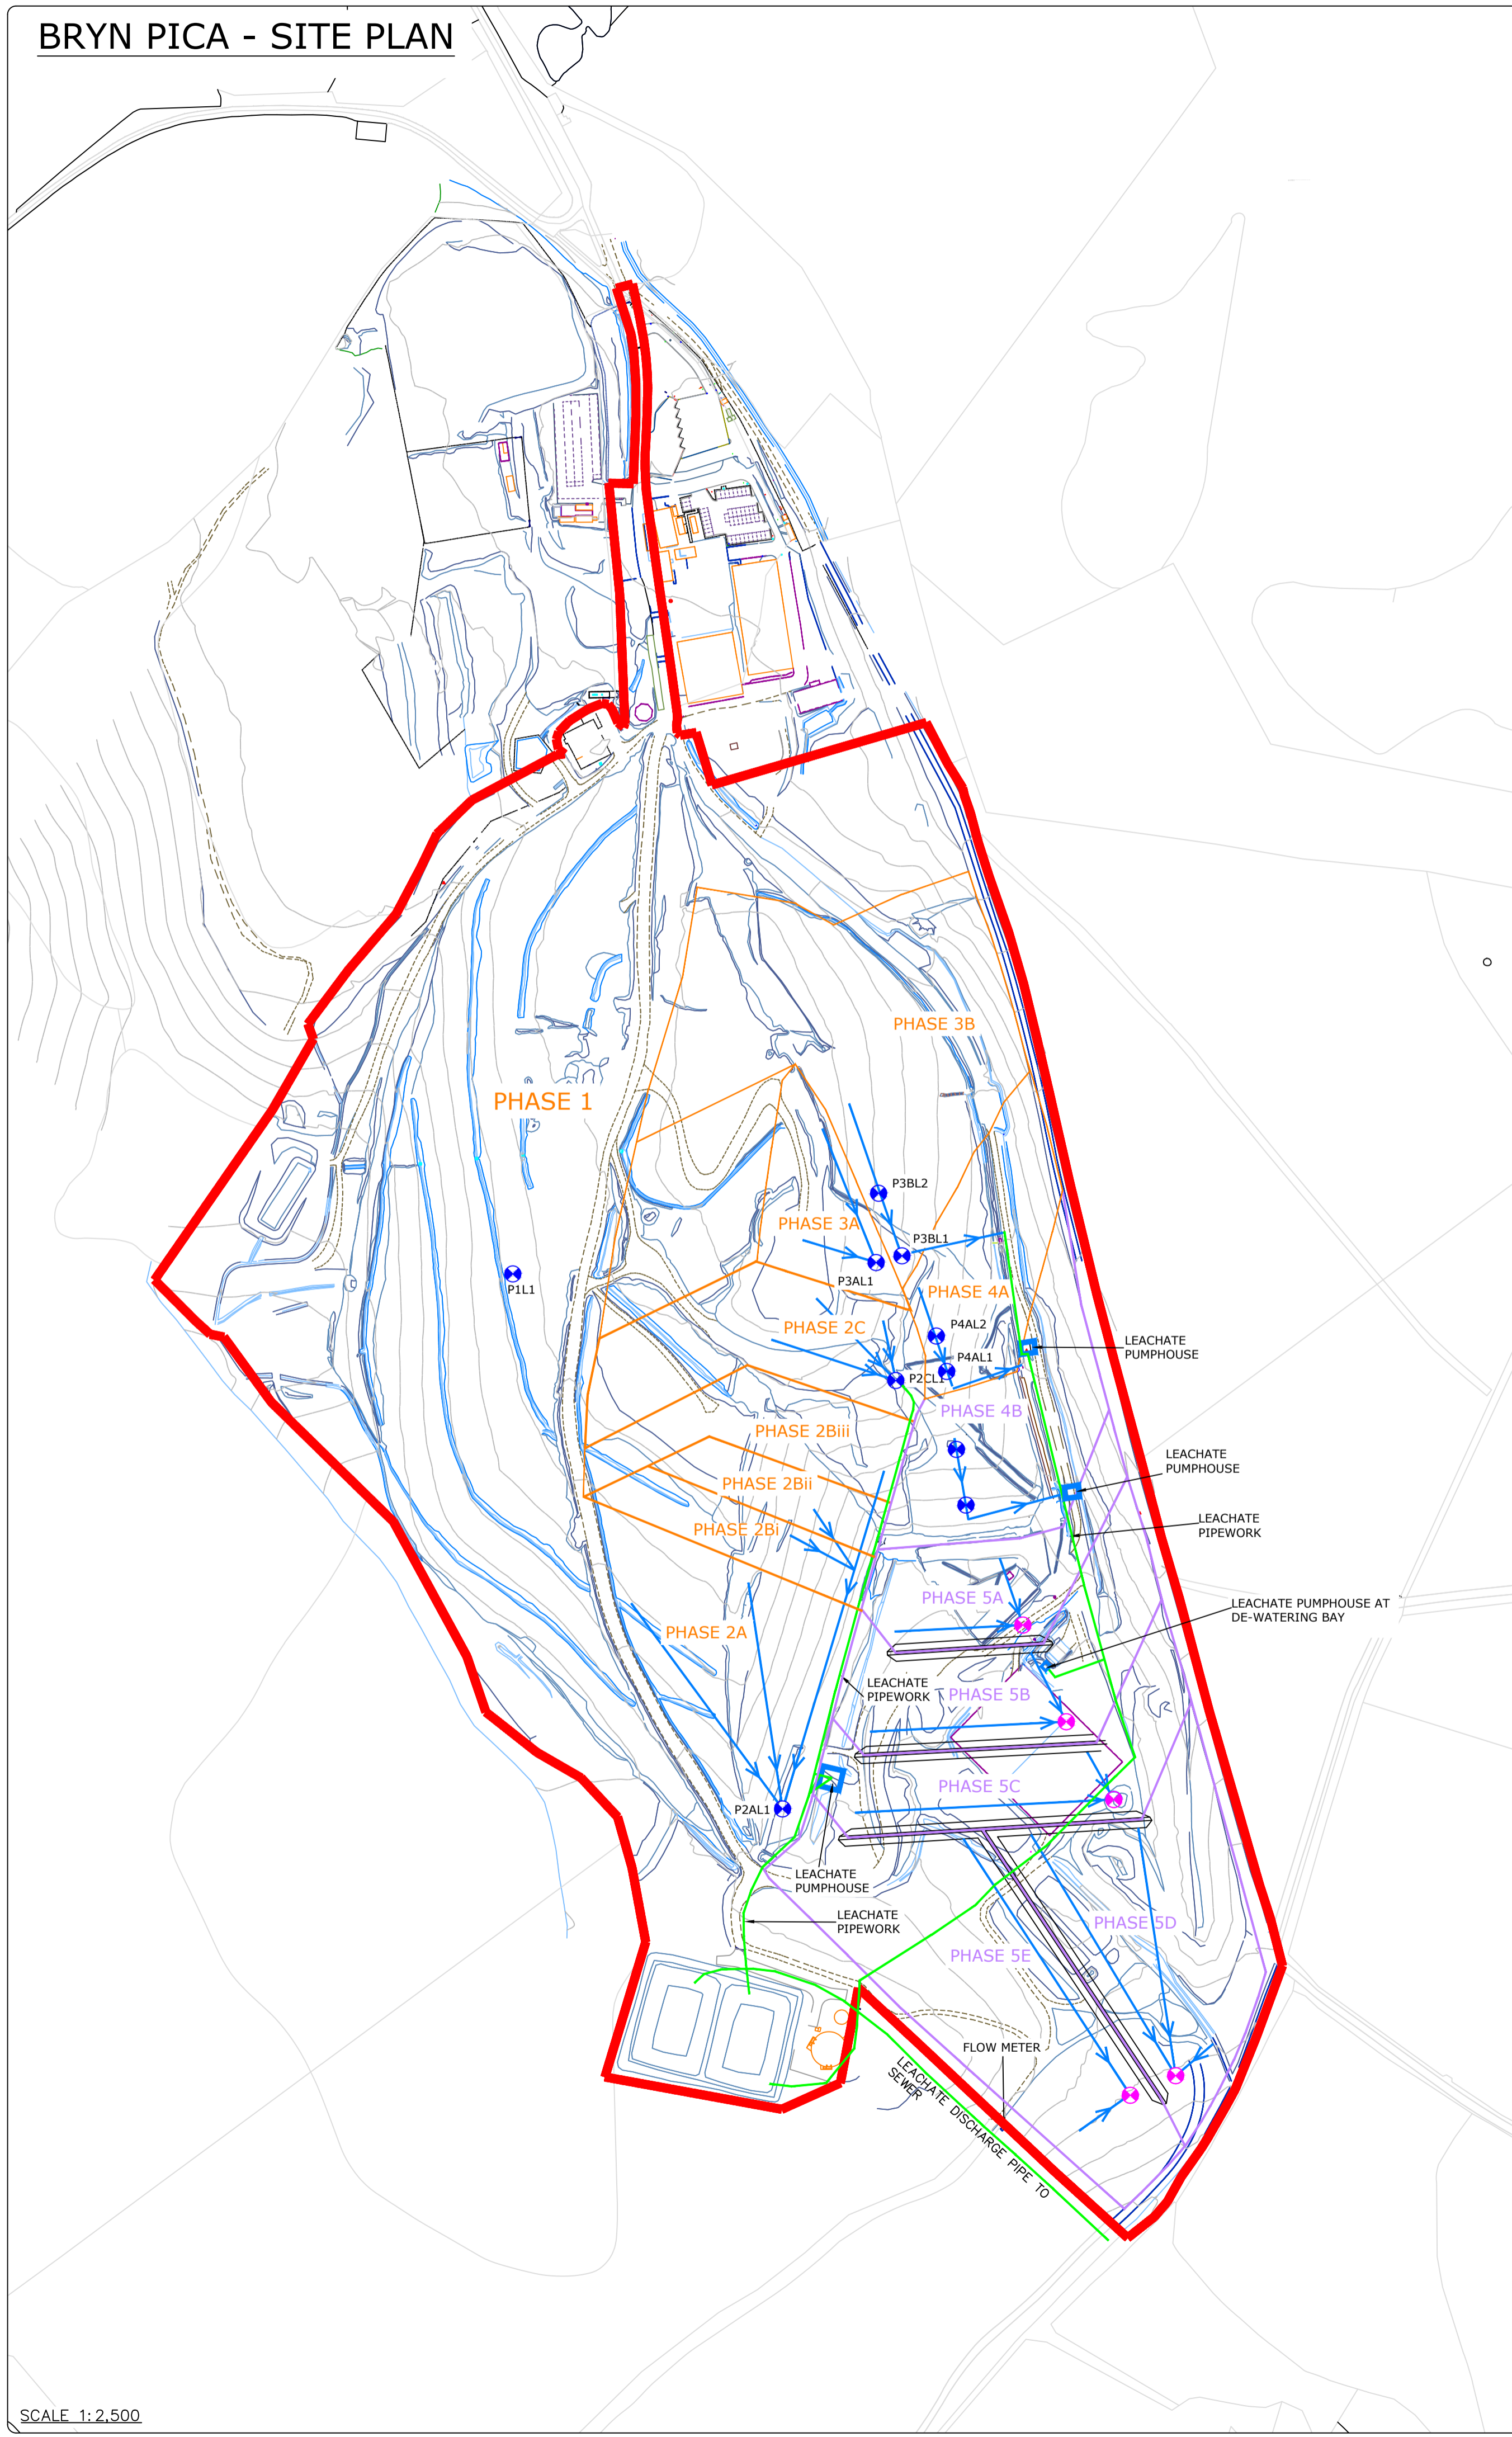 BRYN PICA - SITE PLAN
PHASE 3B
PHASE 1
P3BL2
PHASE 3A
P3BL1
P1L1
P3AL1
PHASE 4A
PHASE 2C
P4AL2
LEACHATE
PUMPHOUSE
P4AL1
P2CL1
PHASE 4B
PHASE 2Biii
LEACHATE
PUMPHOUSE
PHASE 2Bii
LEACHATE
PIPEWORK
PHASE 2Bi
PHASE 5A
LEACHATE PUMPHOUSE AT
DE-WATERING BAY
PHASE 2A
LEACHATE
PIPEWORK
PHASE 5B
PHASE 5C
P2AL1
LEACHATE
PUMPHOUSE
LEACHATE
PIPEWORK
PHASE 5D
PHASE 5E
FLOW METER
LEACHATE DISCHARGE PIPE TO
SEWER
SCALE 1:2,500